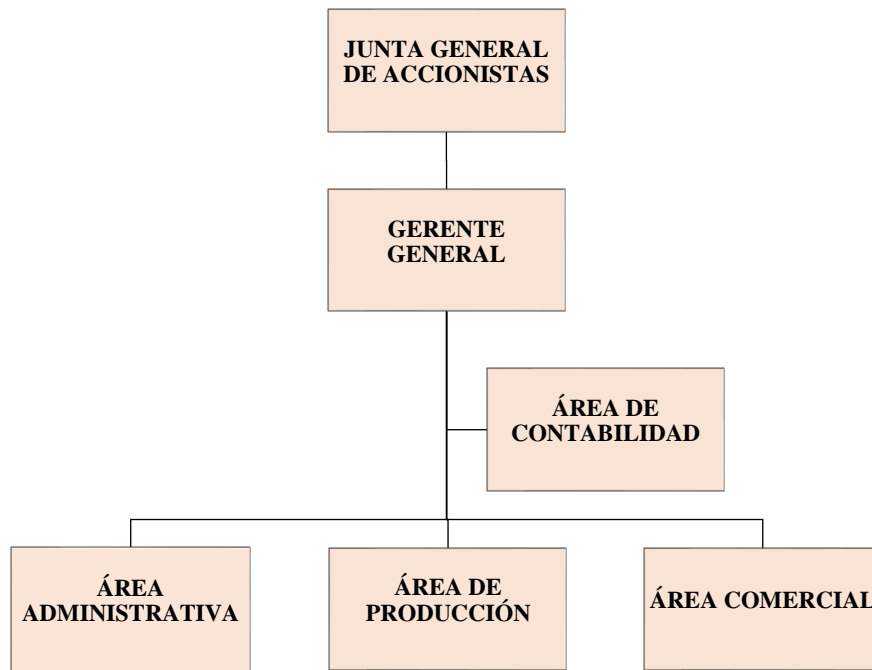 JUNTA GENERAL
DE ACCIONISTAS
GERENTE
GENERAL
ÁREA DE
CONTABILIDAD
ÁREA
ADMINISTRATIVA
ÁREA DE
PRODUCCIÓN
ÁREA COMERCIAL